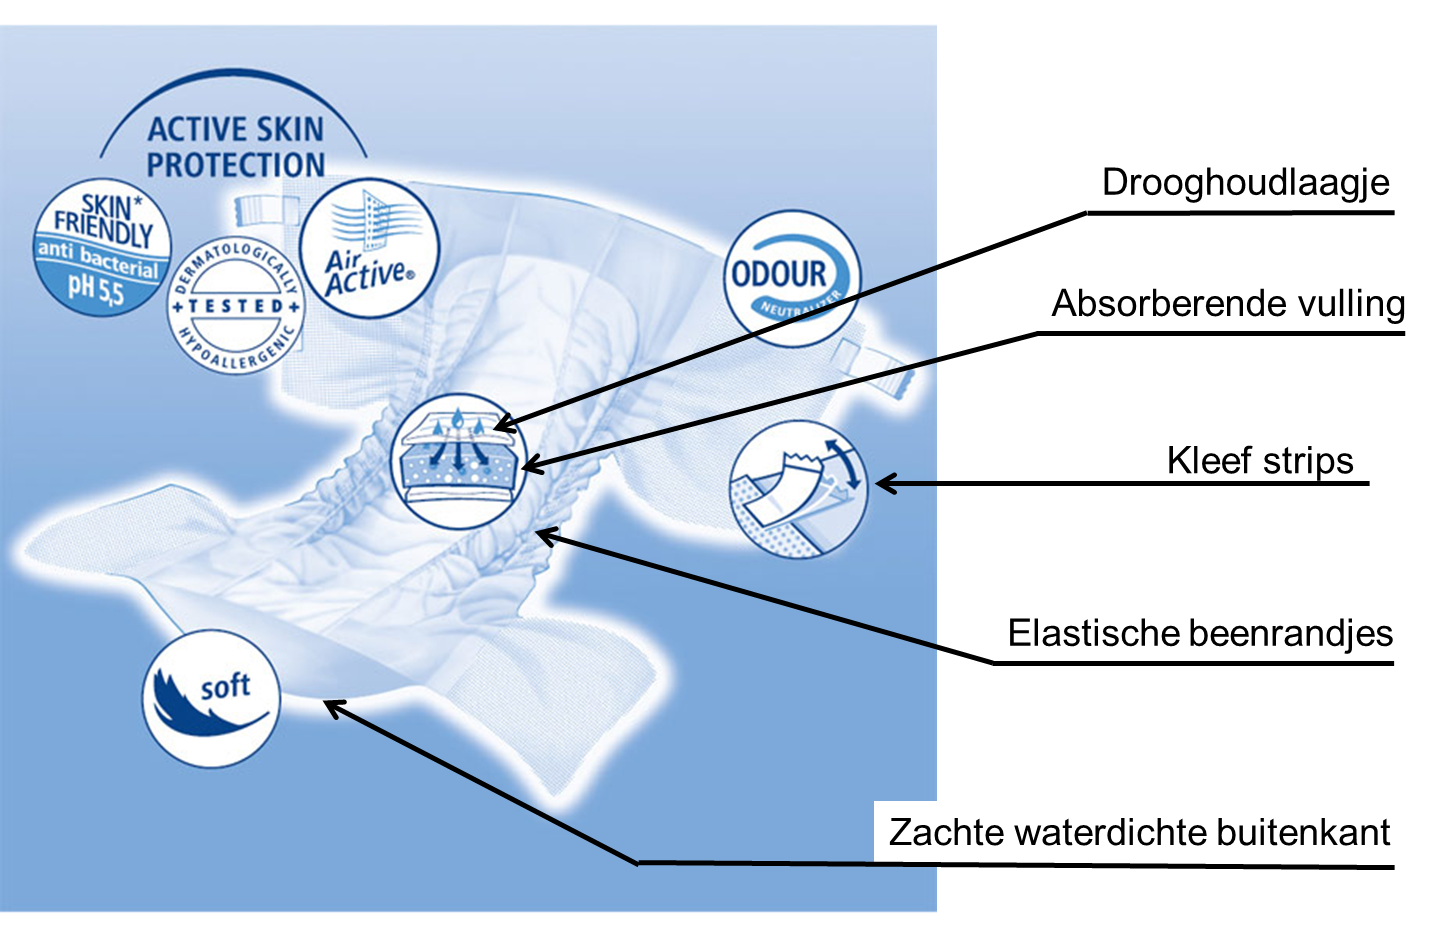 ACTIVE SKIN
PROTECTION
SKIN*
FRIENDLY
anti bacterial
pH 5,5
DERMATOLOGICALLY
+TESTED+
HYPOALLERGENIC
Air
Active®
ODOUR
NEUTRALIZER
soft
Drooghoudlaagje
Absorberende vulling
Kleef strips
Elastische beenrandjes
Zachte waterdichte buitenkant